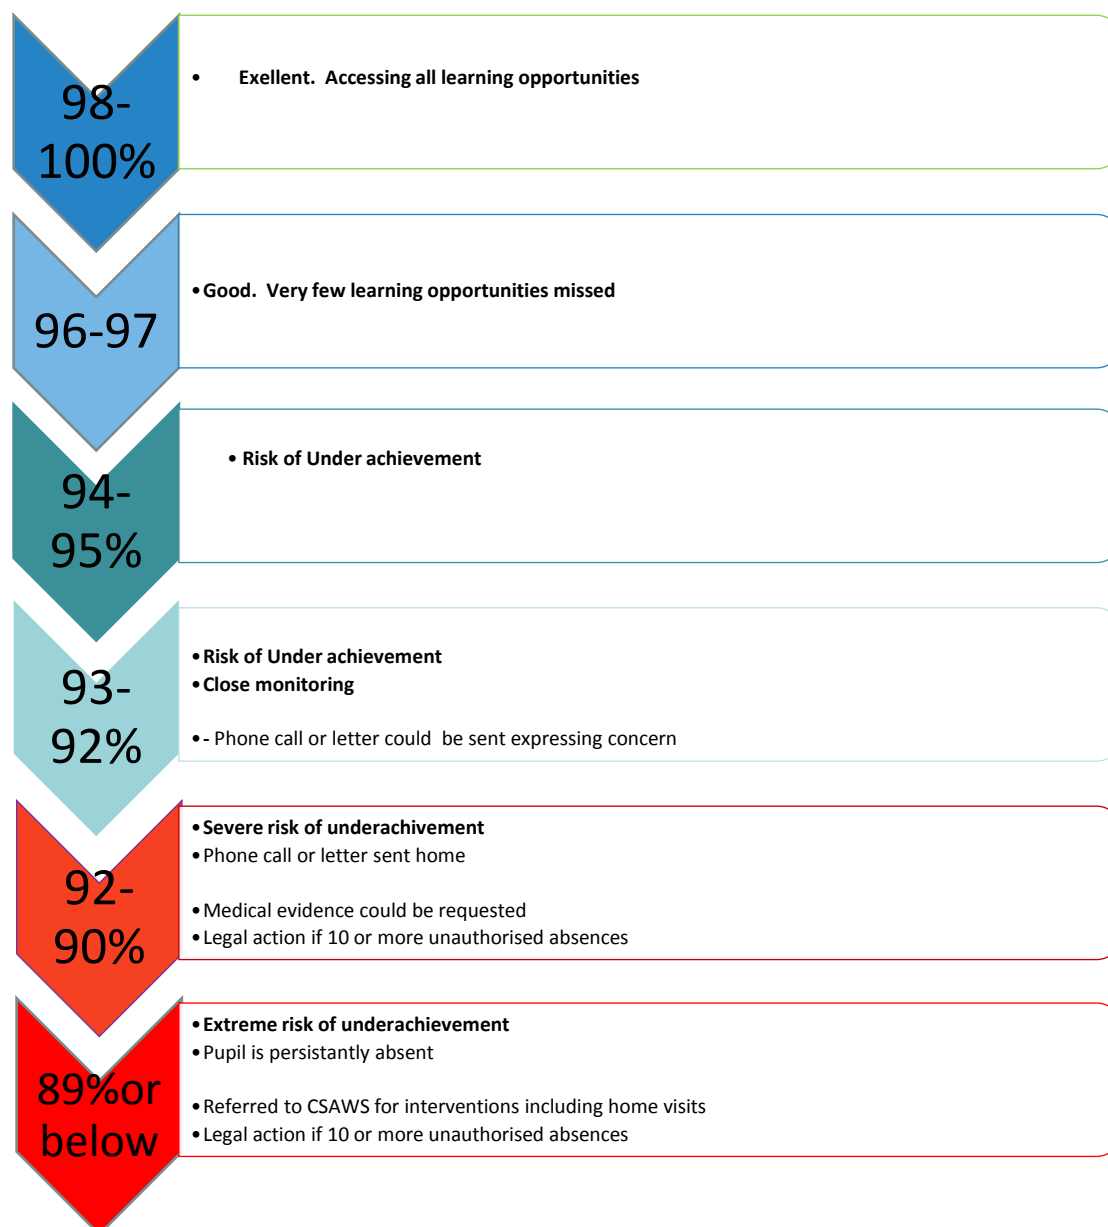 98-
100%
• Exellent.  Accessing all learning opportunities
96-97
•Good.  Very few learning opportunities missed
94-
95%
• Risk of Under achievement
93-
92%
•Risk of Under achievement
•Close monitoring
•- Phone call or letter could  be sent expressing concern
92-
90%
•Severe risk of underachivement
•Phone call or letter sent home
•Medical evidence could be requested
•Legal action if 10 or more unauthorised absences
89%or
below
•Extreme risk of underachievement
•Pupil is persistantly absent
•Referred to CSAWS for interventions including home visits
•Legal action if 10 or more unauthorised absences